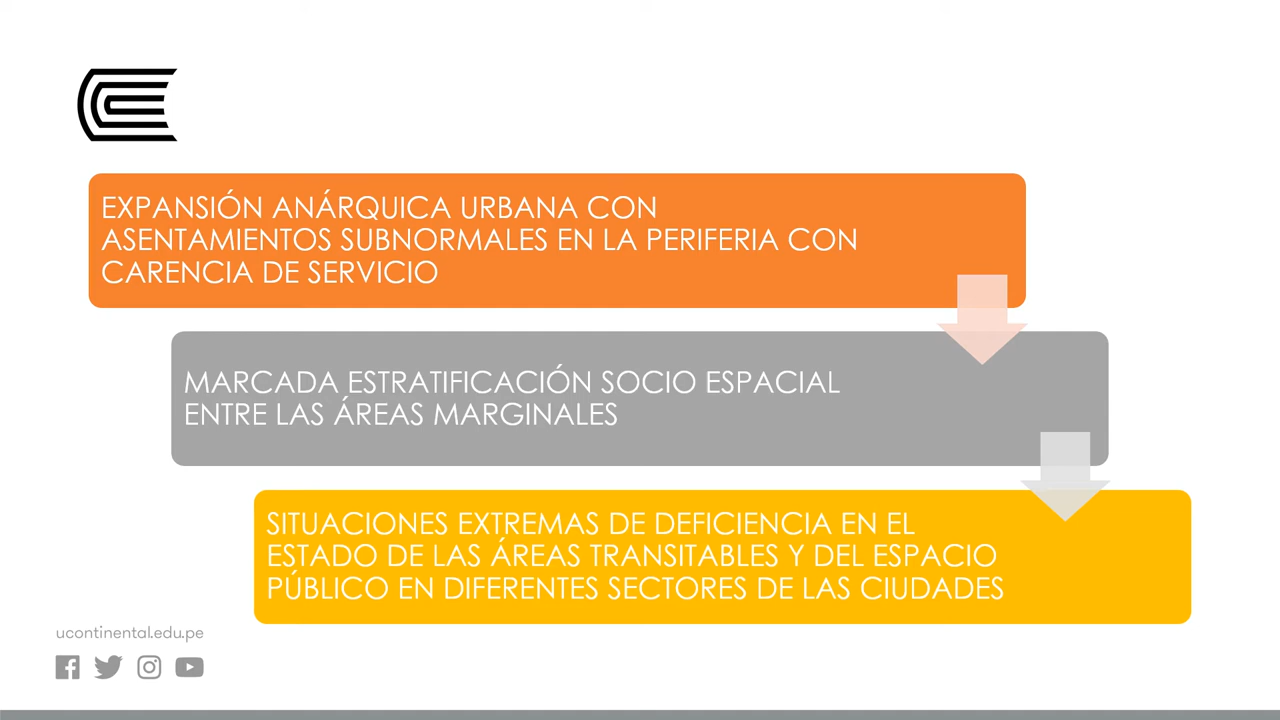 EXPANSIÓN ANÁRQUICA URBANA CON
ASENTAMIENTOS SUBNORMALES EN LA PERIFERIA CON
CARENCIA DE SERVICIO
MARCADA ESTRATIFICACIÓN SOCIO ESPACIAL
ENTRE LAS ÁREAS MARGINALES
SITUACIONES EXTREMAS DE DEFICIENCIA EN EL
ESTADO DE LAS ÁREAS TRANSITABLES Y DEL ESPACIO
PÚBLICO EN DIFERENTES SECTORES DE LAS CIUDADES
ucontinental.edu.pe